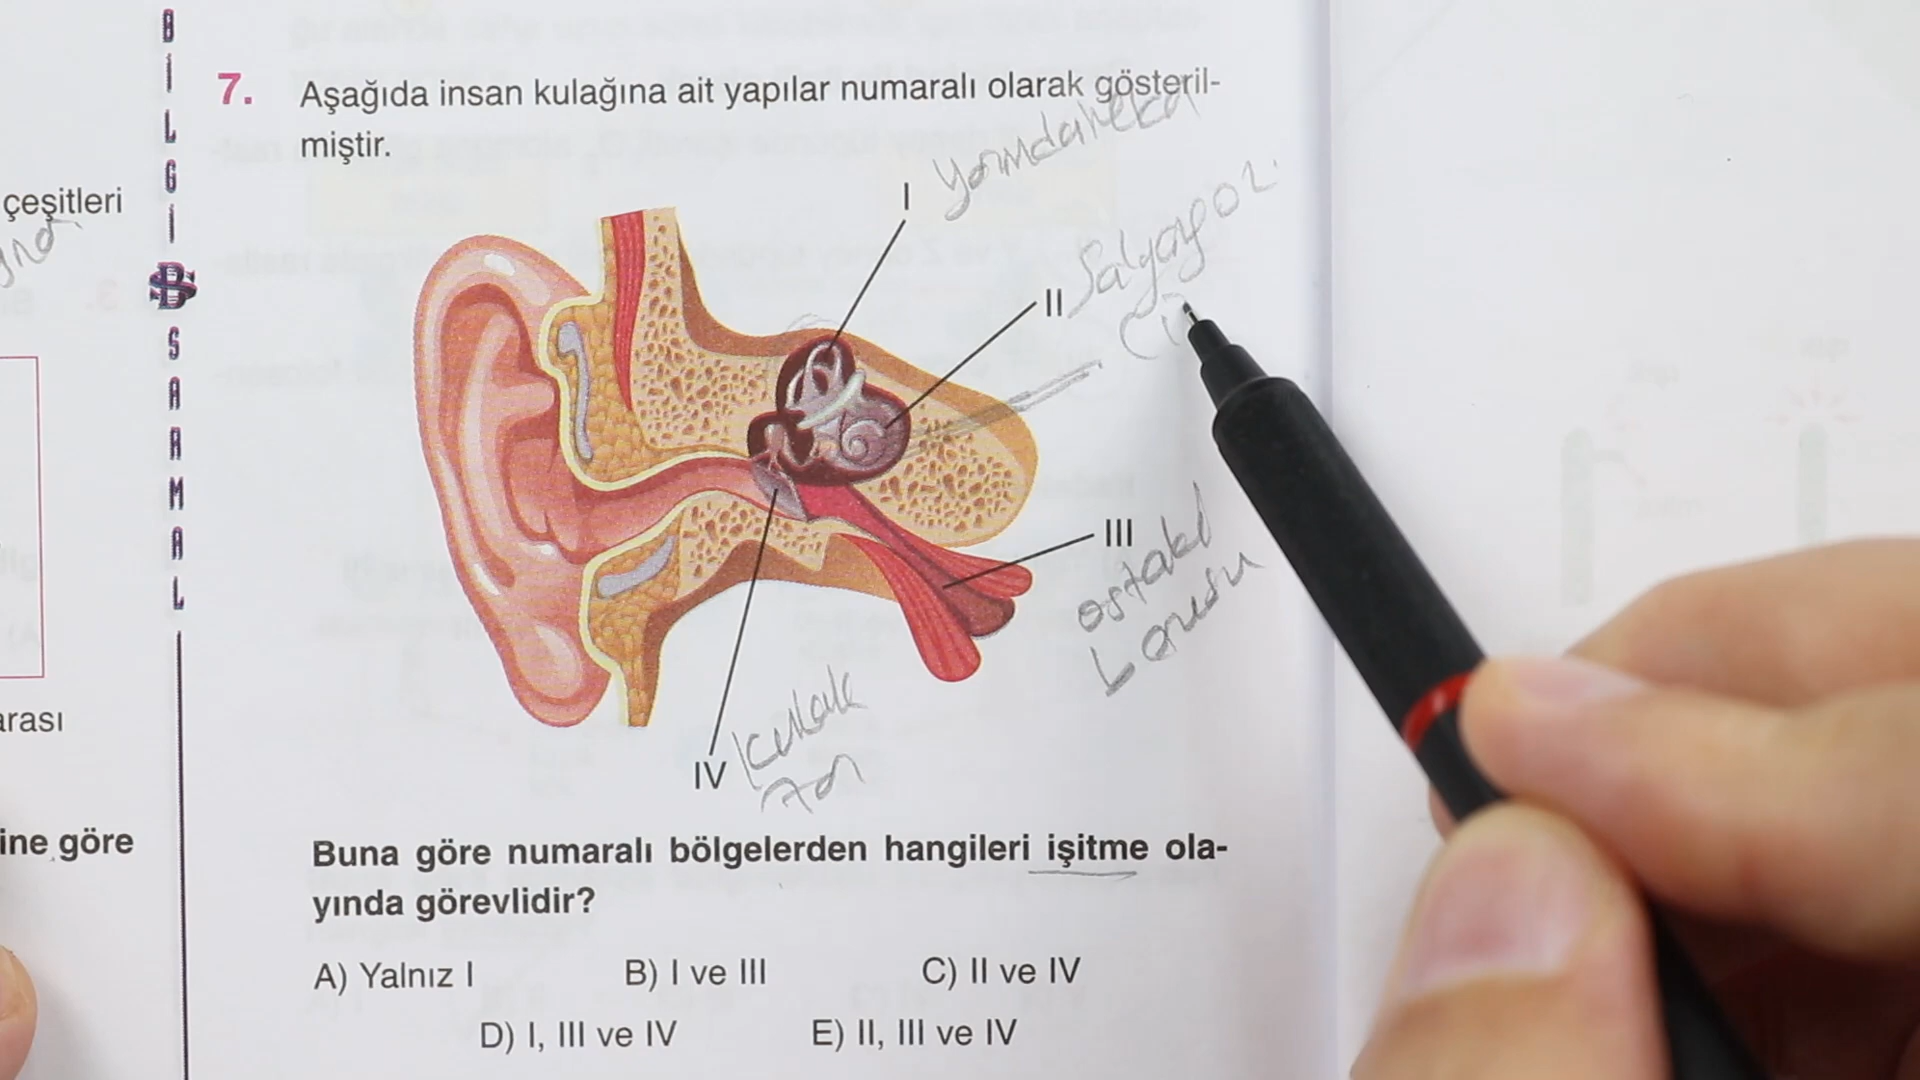 çeşitleri
arası
ine göre
BİLGİ
SARMAL
7. Aşağıda insan kulağına ait yapılar numaralı olarak gösteril-
miştir.
I
II Salyangoz
III
östaki
borusu
IV kulak
zarı
Buna göre numaralı bölgelerden hangileri işitme ola-
yında görevlidir?
A) Yalnız I B) I ve III C) II ve IV
D) I, III ve IV E) II, III ve IV